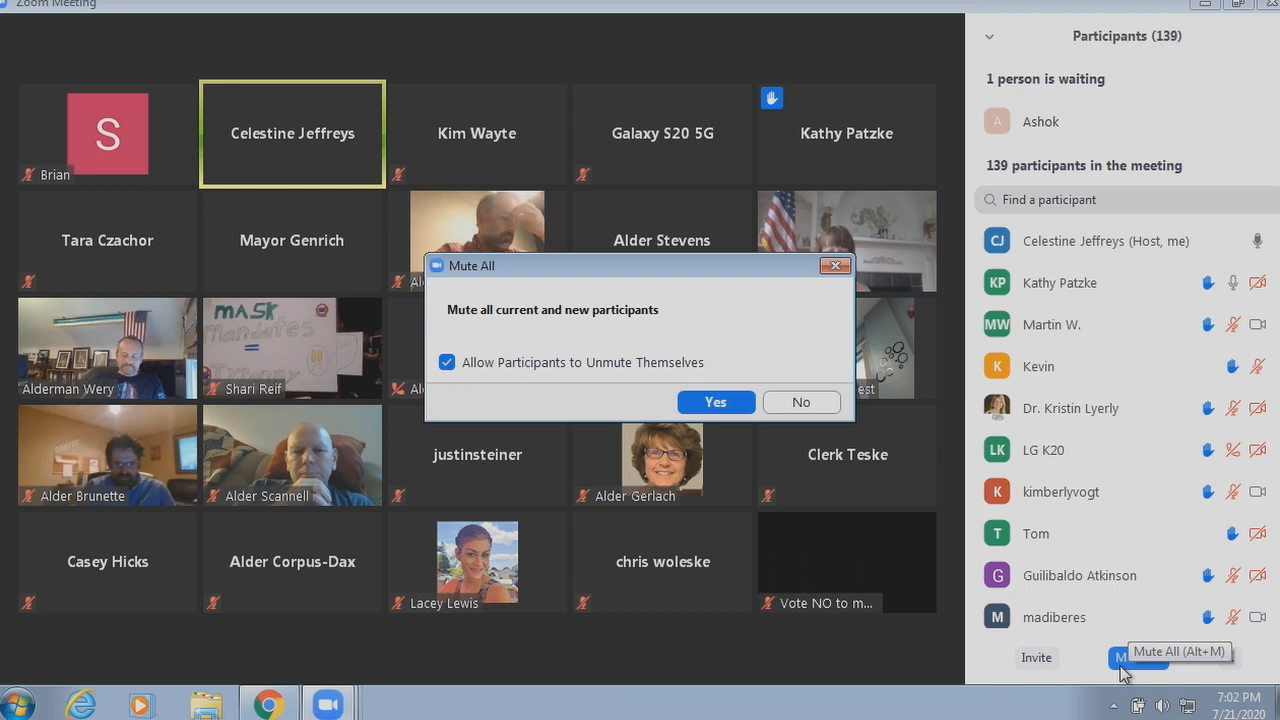 Zoom Meeting
S
Brian
Celestine Jeffreys
Kim Wayte
Galaxy S20 5G
Kathy Patzke
Tara Czachor
Mayor Genrich
Alder Stevens
Alderman Wery
MASK
Mandates
=
Shari Reif
Alder Brunette
Alder Scannell
justinsteiner
Alder Gerlach
Clerk Teske
Casey Hicks
Alder Corpus-Dax
Lacey Lewis
chris woleske
Vote NO to m...
Mute All
Mute all current and new participants
Allow Participants to Unmute Themselves
Yes
No
Participants (139)
1 person is waiting
A Ashok
139 participants in the meeting
Find a participant
CJ Celestine Jeffreys (Host, me)
KP Kathy Patzke
MW Martin W.
K Kevin
Dr. Kristin Lyerly
LK LG K20
K kimberlyvogt
T Tom
G Guilibaldo Atkinson
M madiberes
Invite
Mute All (Alt+M)
7:02 PM
7/21/2020